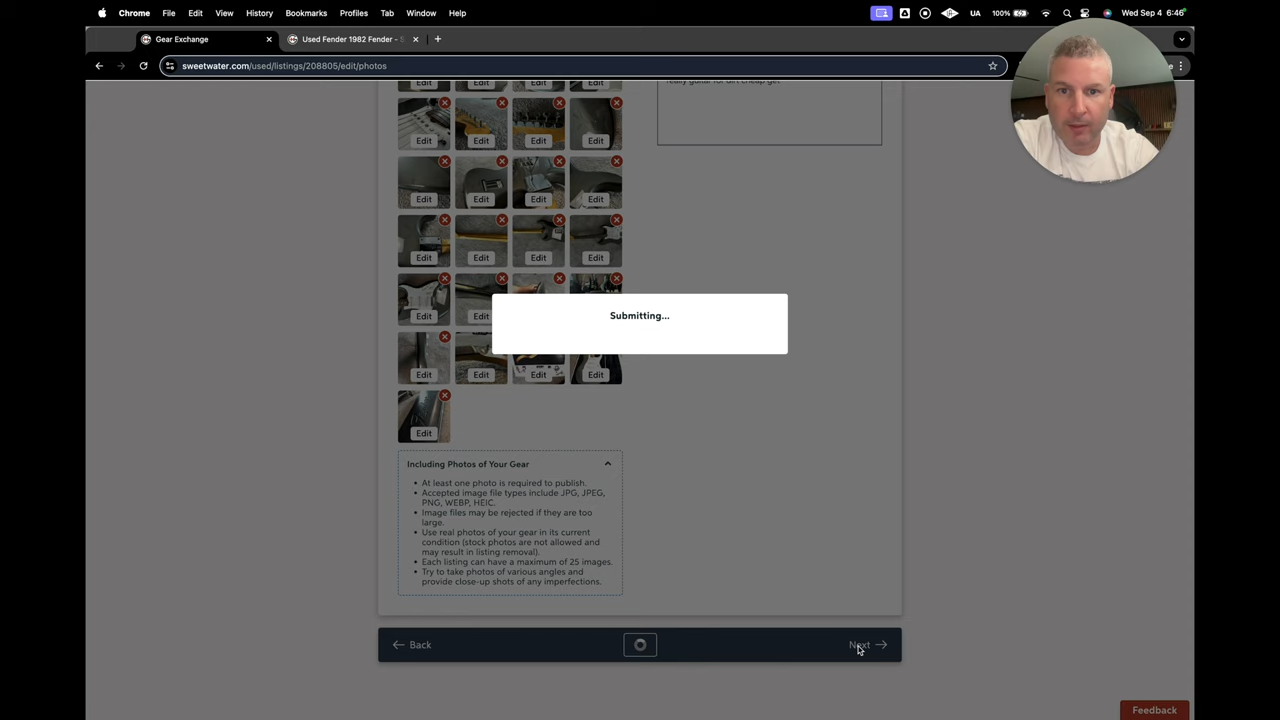 Chrome File Edit View History Bookmarks Profiles Tab Window Help UA 100% Wed Sep 4 6:46
Gear Exchange Used Fender 1982 Fender -
sweetwater.com/used/listings/208805/edit/photos
Edit Edit Edit Edit
Edit Edit Edit Edit
Edit Edit Edit Edit
Edit Edit Edit Edit
Edit Edit
Submitting...
Edit Edit Edit Edit
Edit
Including Photos of Your Gear
• At least one photo is required to publish.
• Accepted image file types include JPG, JPEG,
PNG, WEBP, HEIC.
• Image files may be rejected if they are too
large.
• Use real photos of your gear in its current
condition (stock photos are not allowed and
may result in listing removal).
• Each listing can have a maximum of 25 images.
• Try to take photos of various angles and
provide close-up shots of any imperfections.
Back Next
Feedback